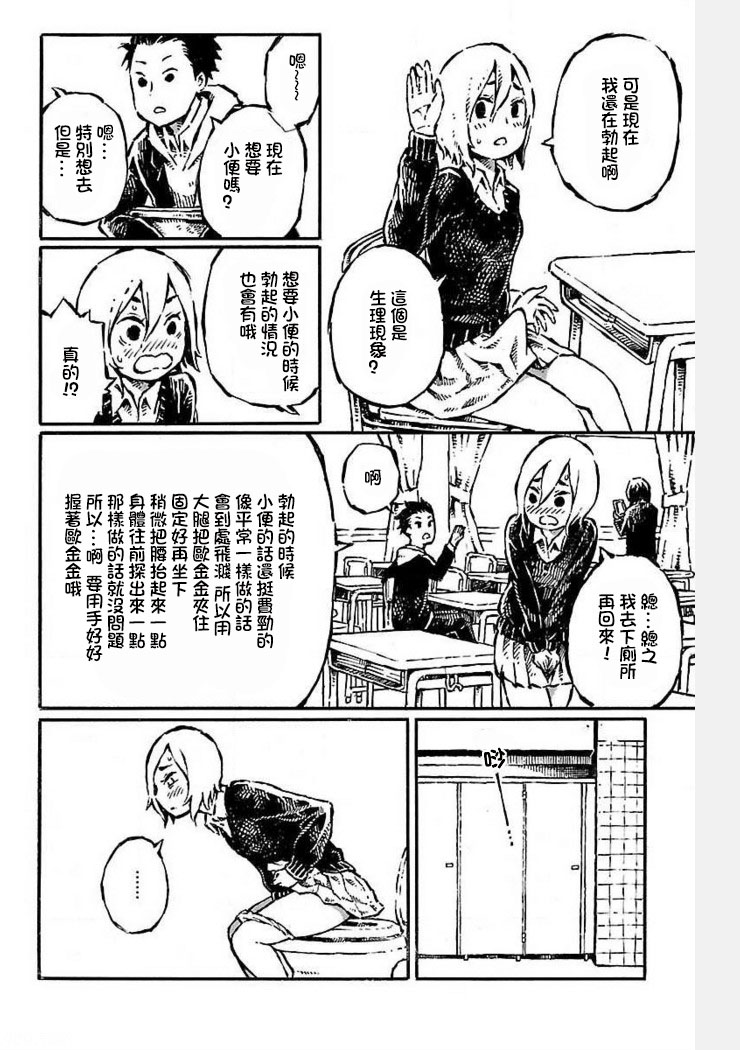 可是現在
我還在勃起啊
這個是
生理現象？
嗯~~~
現在
想要
小便嗎？
嗯…
特別想去
但是…
想要小便的時候
勃起的情況
也會有哦
真的!?
總…總之
我去下廁所
再回來！
啊
勃起的時候
小便的話還挺費勁的
像平常一樣做的話
會到處飛濺 所以用
大腿把歐金金夾住
固定好再坐下
稍微把腰抬起來一點
身體往前探出來一點
那樣做的話就沒問題
所以…啊 要用手好好
握著歐金金哦
吵…
……